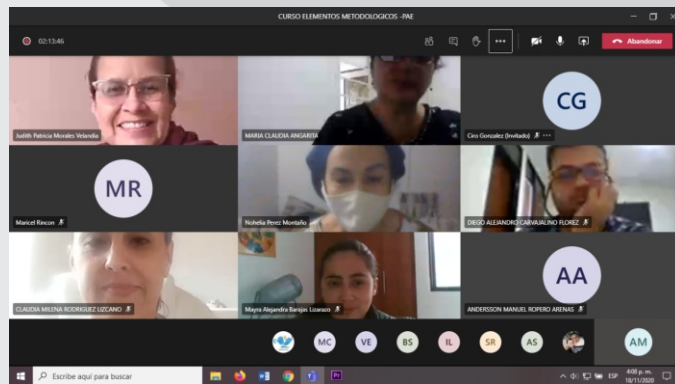 CURSO ELEMENTOS METODOLOGICOS -PAE
02:13:46
Abandonar
Judith Patricia Morales Velandia
MARIA CLAUDIA ANGARITA
CG
Ciro Gonzalez (Invitado)
MR
Maricel Rincon
Nohelia Perez Montaño
DIEGO ALEJANDRO CARVAJALINO FLOREZ
CLAUDIA MILENA RODRIGUEZ LIZCANO
Mayra Alejandra Barajas Lizarazo
AA
ANDERSSON MANUEL ROPERO ARENAS
MC VE BS IL SR AS AM
Escribe aquí para buscar
ESP
4:08 p. m.
18/11/2020